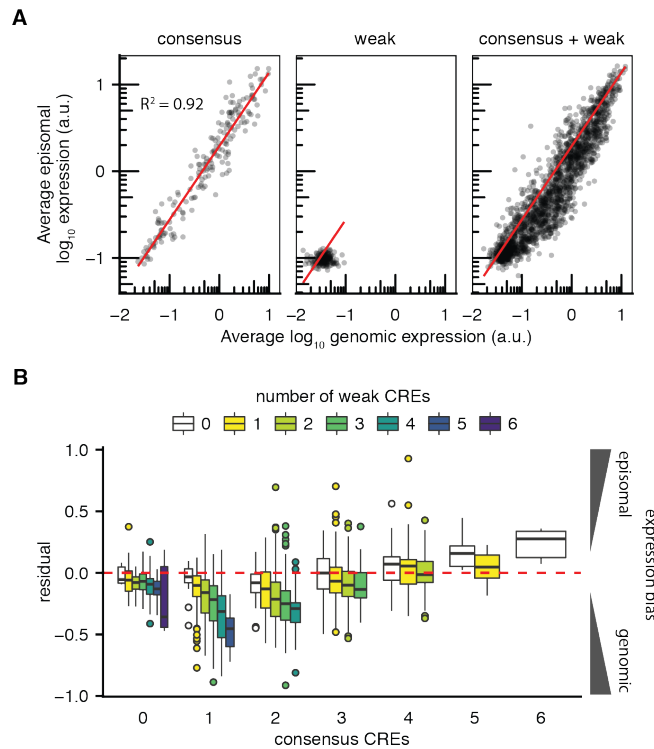 A
consensus
weak
consensus + weak
Average episomal
log10 expression (a.u.)
1
0
−1
R2 = 0.92
−2 −1 0 1 −2 −1 0 1 −2 −1 0 1
Average log10 genomic expression (a.u.)
B
number of weak CREs
0 1 2 3 4 5 6
residual
1.0
0.5
0.0
−0.5
−1.0
0 1 2 3 4 5 6
consensus CREs
episomal
genomic
expression bias